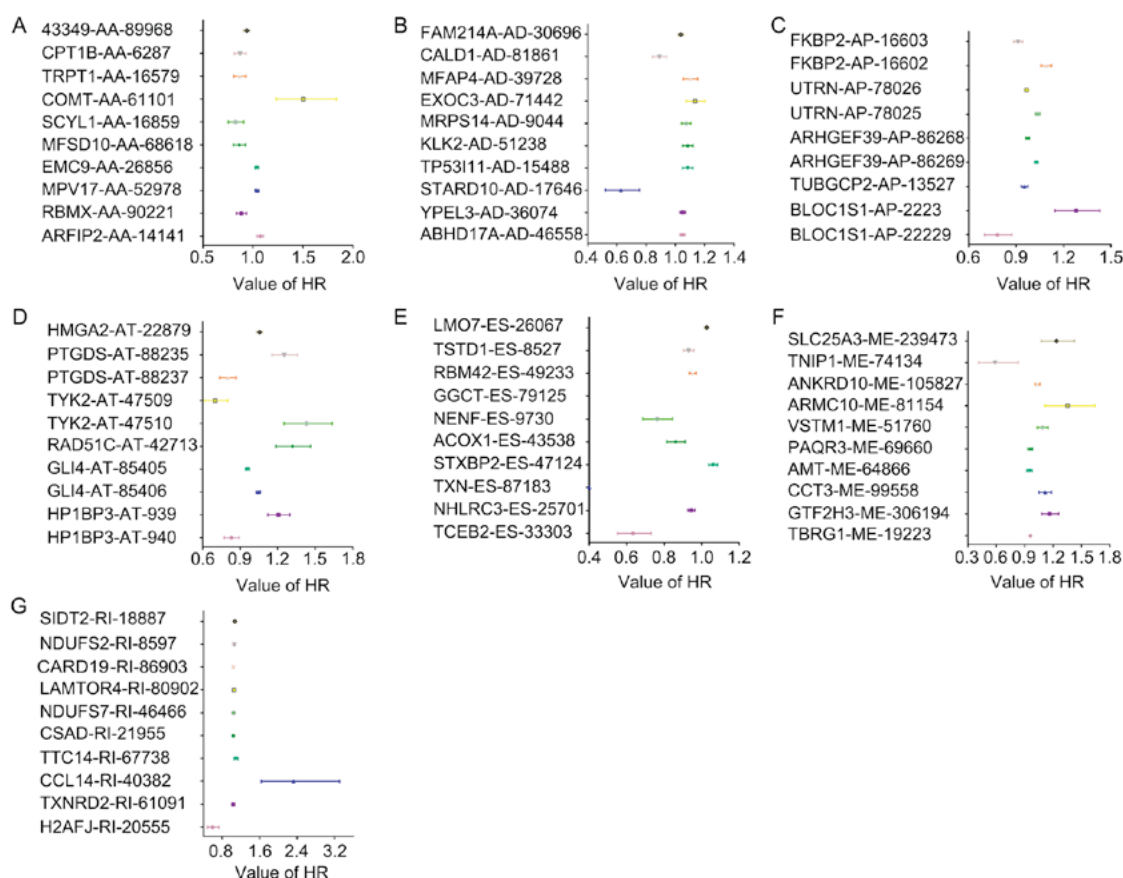 A
43349-AA-89968
CPT1B-AA-6287
TRPT1-AA-16579
COMT-AA-61101
SCYL1-AA-16859
MFSD10-AA-68618
EMC9-AA-26856
MPV17-AA-52978
RBMX-AA-90221
ARFIP2-AA-14141
0.5 1.0 1.5 2.0
Value of HR
B
FAM214A-AD-30696
CALD1-AD-81861
MFAP4-AD-39728
EXOC3-AD-71442
MRPS14-AD-9044
KLK2-AD-51238
TP53I11-AD-15488
STARD10-AD-17646
YPEL3-AD-36074
ABHD17A-AD-46558
0.4 0.6 0.8 1.0 1.2 1.4
Value of HR
C
FKBP2-AP-16603
FKBP2-AP-16602
UTRN-AP-78026
UTRN-AP-78025
ARHGEF39-AP-86268
ARHGEF39-AP-86269
TUBGCP2-AP-13527
BLOC1S1-AP-2223
BLOC1S1-AP-22229
0.6 0.9 1.2 1.5
Value of HR
D
HMGA2-AT-22879
PTGDS-AT-88235
PTGDS-AT-88237
TYK2-AT-47509
TYK2-AT-47510
RAD51C-AT-42713
GLI4-AT-85405
GLI4-AT-85406
HP1BP3-AT-939
HP1BP3-AT-940
0.6 0.9 1.2 1.5 1.8
Value of HR
E
LMO7-ES-26067
TSTD1-ES-8527
RBM42-ES-49233
GGCT-ES-79125
NENF-ES-9730
ACOX1-ES-43538
STXBP2-ES-47124
TXN-ES-87183
NHLRC3-ES-25701
TCEB2-ES-33303
0.4 0.6 0.8 1.0 1.2
Value of HR
F
SLC25A3-ME-239473
TNIP1-ME-74134
ANKRD10-ME-105827
ARMC10-ME-81154
VSTM1-ME-51760
PAQR3-ME-69660
AMT-ME-64866
CCT3-ME-99558
GTF2H3-ME-306194
TBRG1-ME-19223
0.3 0.6 0.9 1.2 1.5 1.8
Value of HR
G
SIDT2-RI-18887
NDUFS2-RI-8597
CARD19-RI-86903
LAMTOR4-RI-80902
NDUFS7-RI-46466
CSAD-RI-21955
TTC14-RI-67738
CCL14-RI-40382
TXNRD2-RI-61091
H2AFJ-RI-20555
0.8 1.6 2.4 3.2
Value of HR